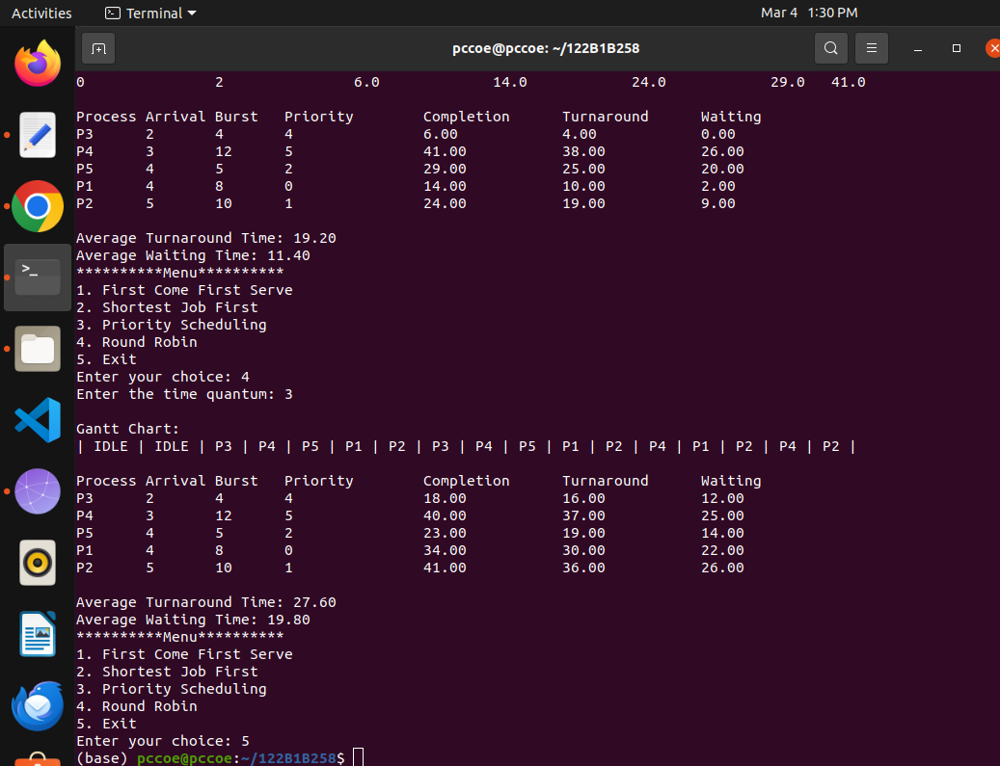 Activities Terminal Mar 4 1:30 PM
pccoe@pccoe: ~/122B1B258
0 2 6.0 14.0 24.0 29.0 41.0
Process Arrival Burst Priority Completion Turnaround Waiting
P3 2 4 4 6.00 4.00 0.00
P4 3 12 5 41.00 38.00 26.00
P5 4 5 2 29.00 25.00 20.00
P1 4 8 0 14.00 10.00 2.00
P2 5 10 1 24.00 19.00 9.00
Average Turnaround Time: 19.20
Average Waiting Time: 11.40
**********Menu**********
1. First Come First Serve
2. Shortest Job First
3. Priority Scheduling
4. Round Robin
5. Exit
Enter your choice: 4
Enter the time quantum: 3
Gantt Chart:
| IDLE | IDLE | P3 | P4 | P5 | P1 | P2 | P3 | P4 | P5 | P1 | P2 | P4 | P1 | P2 | P4 | P2 |
Process Arrival Burst Priority Completion Turnaround Waiting
P3 2 4 4 18.00 16.00 12.00
P4 3 12 5 40.00 37.00 25.00
P5 4 5 2 23.00 19.00 14.00
P1 4 8 0 34.00 30.00 22.00
P2 5 10 1 41.00 36.00 26.00
Average Turnaround Time: 27.60
Average Waiting Time: 19.80
**********Menu**********
1. First Come First Serve
2. Shortest Job First
3. Priority Scheduling
4. Round Robin
5. Exit
Enter your choice: 5
(base) pccoe@pccoe:~/122B1B258$